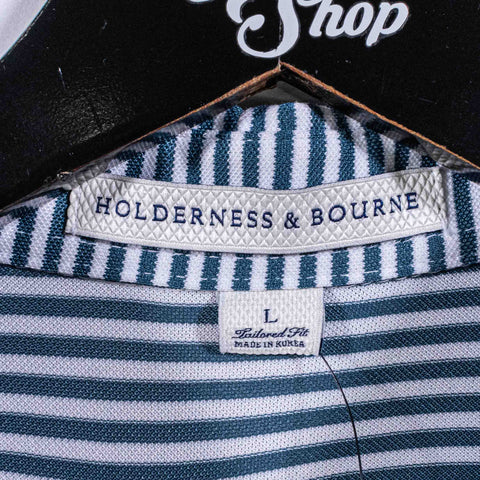 Shop
HOLDERNESS & BOURNE
L
Tailored Fit
MADE IN KOREA